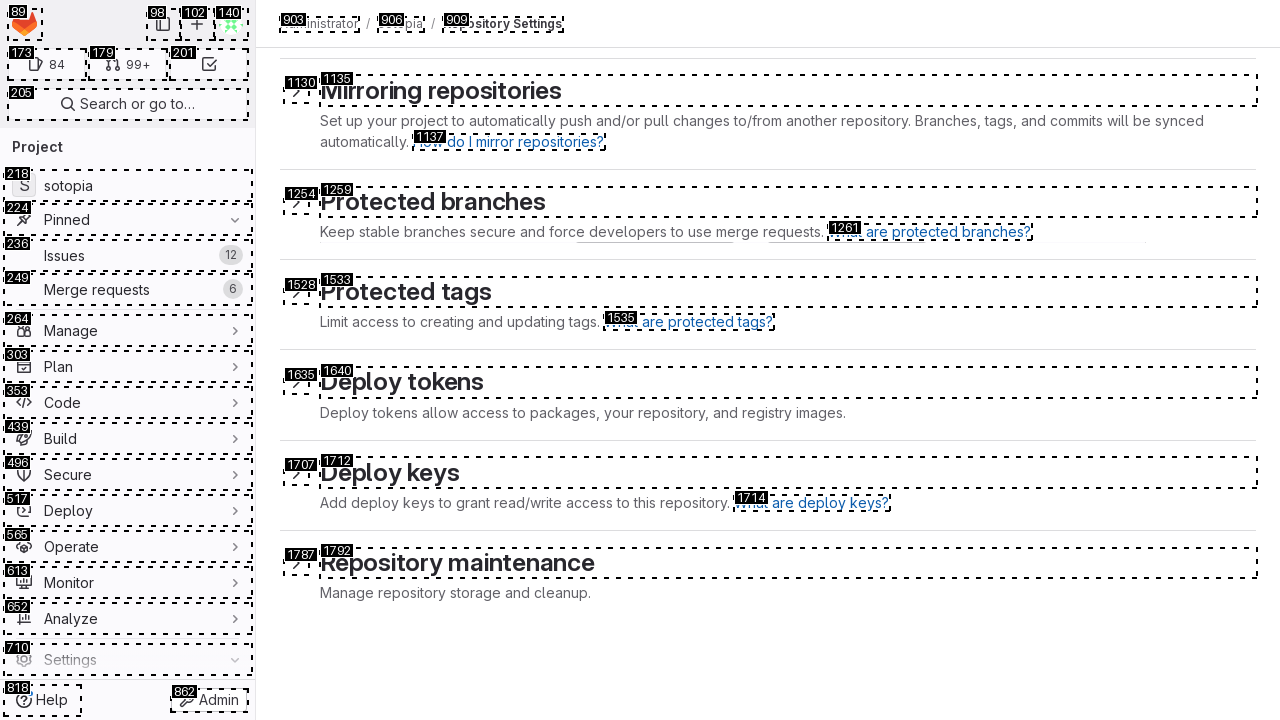 89
98
102
140
173
84
179
99+
201
205
Search or go to…
Project
218
S
sotopia
224
Pinned
236
Issues
12
249
Merge requests
6
264
Manage
303
Plan
353
Code
439
Build
496
Secure
517
Deploy
565
Operate
613
Monitor
652
Analyze
710
Settings
818
Help
862
Admin
903
/
906
/
909
Repository Settings
1130
1135
Mirroring repositories
Set up your project to automatically push and/or pull changes to/from another repository. Branches, tags, and commits will be synced
automatically.
1137
How do I mirror repositories?
1254
1259
Protected branches
Keep stable branches secure and force developers to use merge requests.
1261
What are protected branches?
1528
1533
Protected tags
Limit access to creating and updating tags.
1535
What are protected tags?
1635
1640
Deploy tokens
Deploy tokens allow access to packages, your repository, and registry images.
1707
1712
Deploy keys
Add deploy keys to grant read/write access to this repository.
1714
What are deploy keys?
1787
1792
Repository maintenance
Manage repository storage and cleanup.